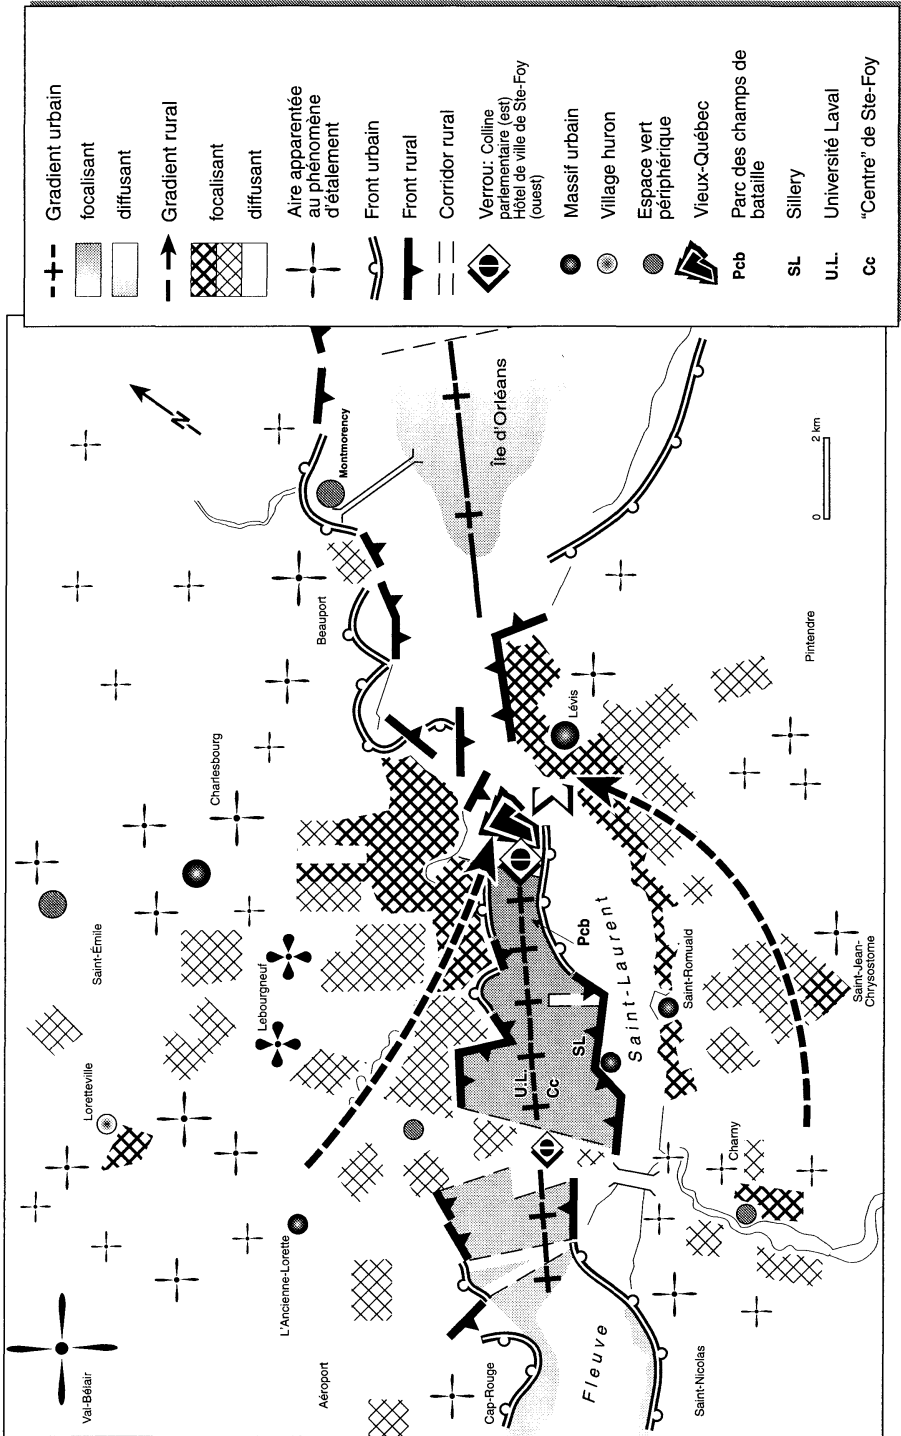 Gradient urbain
focalisant
diffusant
Gradient rural
focalisant
diffusant
Aire apparentée
au phénomène
d'étalement
Front urbain
Front rural
Corridor rural
Verrou: Colline
parlementaire (est)
Hôtel de ville de Ste-Foy
(ouest)
Massif urbain
Village huron
Espace vert
périphérique
Vieux-Québec
Pcb Parc des champs de
bataille
SL Sillery
U.L. Université Laval
Cc "Centre" de Ste-Foy
N
Montmorency
Île d'Orléans
0 2 km
Beauport
Pintendre
Lévis
Charlesbourg
Saint-Émile
Lebourgneuf
Pcb
Fleuve Saint-Laurent
Saint-Romuald
Saint-Jean-
Chrysostome
Loretteville
U.L.
Cc
SL
Charny
L'Ancienne-Lorette
Val-Bélair
Aéroport
Cap-Rouge
Saint-Nicolas